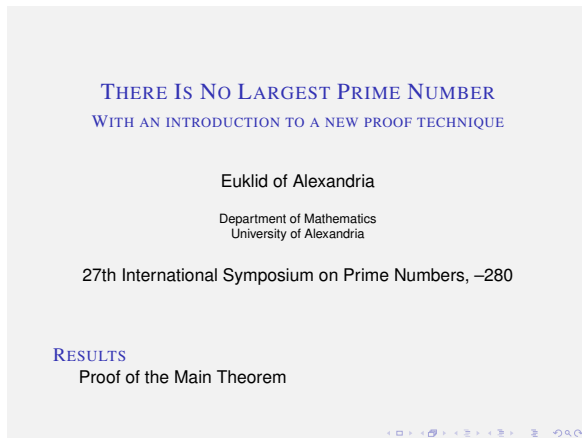 THERE IS NO LARGEST PRIME NUMBER
WITH AN INTRODUCTION TO A NEW PROOF TECHNIQUE
Euklid of Alexandria
Department of Mathematics
University of Alexandria
27th International Symposium on Prime Numbers, –280
RESULTS
Proof of the Main Theorem